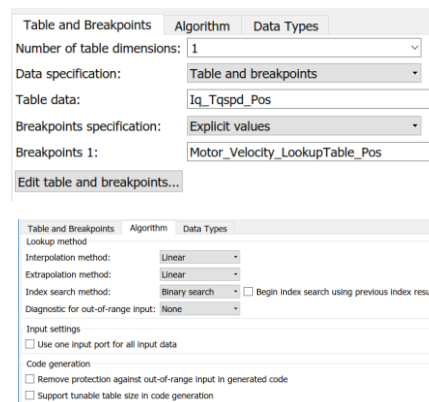 Table and Breakpoints Algorithm Data Types
Number of table dimensions: 1
Data specification: Table and breakpoints
Table data: Iq_Tqspd_Pos
Breakpoints specification: Explicit values
Breakpoints 1: Motor_Velocity_LookupTable_Pos
Edit table and breakpoints...
Table and Breakpoints Algorithm Data Types
Lookup method
Interpolation method: Linear
Extrapolation method: Linear
Index search method: Binary search Begin index search using previous index resu
Diagnostic for out-of-range input: None
Input settings
Use one input port for all input data
Code generation
Remove protection against out-of-range input in generated code
Support tunable table size in code generation